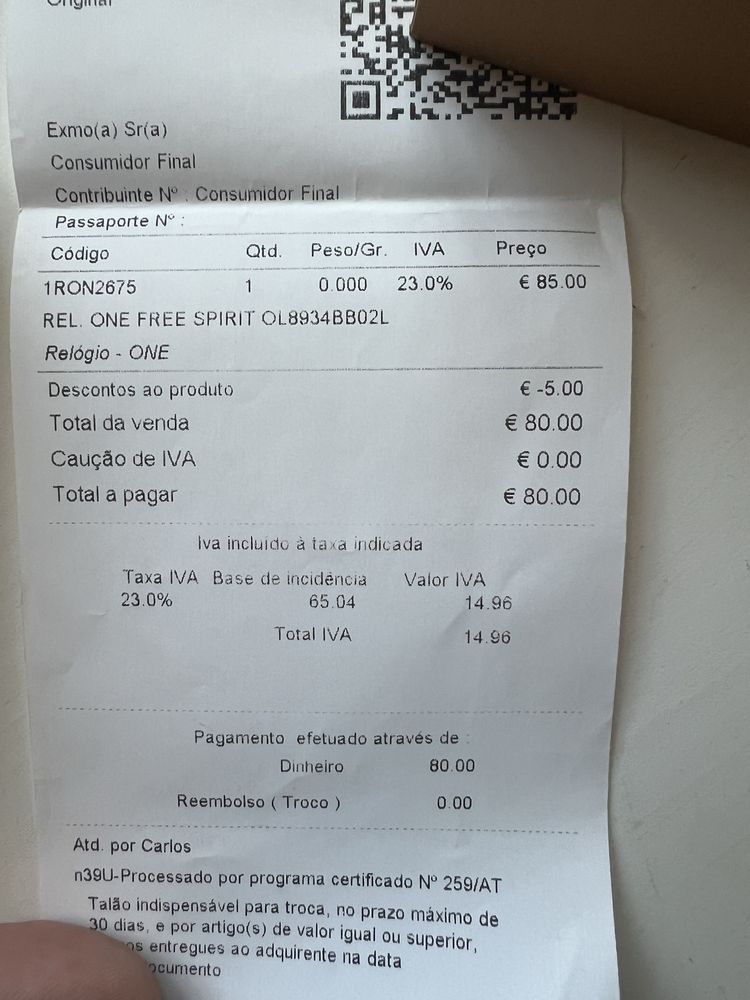 Original
Exmo(a) Sr(a)
Consumidor Final
Contribuinte Nº : Consumidor Final
Passaporte Nº :
Código Qtd. Peso/Gr. IVA Preço
1RON2675 1 0.000 23.0% € 85.00
REL. ONE FREE SPIRIT OL8934BB02L
Relógio - ONE
Descontos ao produto € -5.00
Total da venda € 80.00
Caução de IVA € 0.00
Total a pagar € 80.00
Iva incluido à taxa indicada
Taxa IVA Base de incidência Valor IVA
23.0% 65.04 14.96
Total IVA 14.96
Pagamento efetuado através de :
Dinheiro 80.00
Reembolso ( Troco ) 0.00
Atd. por Carlos
n39U-Processado por programa certificado Nº 259/AT
Talão indispensável para troca, no prazo máximo de
30 dias, e por artigo(s) de valor igual ou superior,
entregues ao adquirente na data